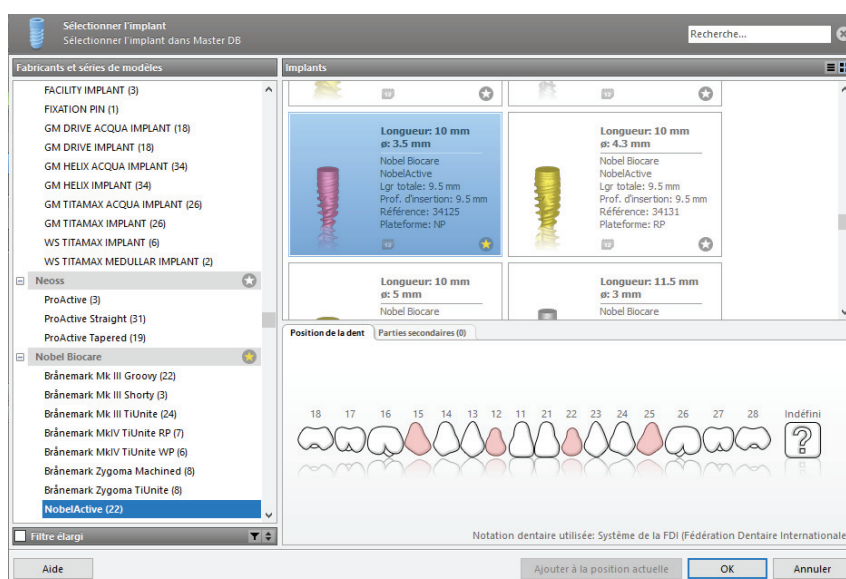 Sélectionner l'implant
Sélectionner l'implant dans Master DB
Recherche...
Fabricants et séries de modèles
FACILITY IMPLANT (3)
FIXATION PIN (1)
GM DRIVE ACQUA IMPLANT (18)
GM DRIVE IMPLANT (18)
GM HELIX ACQUA IMPLANT (34)
GM HELIX IMPLANT (34)
GM TITAMAX ACQUA IMPLANT (26)
GM TITAMAX IMPLANT (26)
WS TITAMAX IMPLANT (6)
WS TITAMAX MEDULLAR IMPLANT (2)
Neoss
ProActive (3)
ProActive Straight (31)
ProActive Tapered (19)
Nobel Biocare
Brånemark Mk III Groovy (22)
Brånemark Mk III Shorty (3)
Brånemark Mk III TiUnite (24)
Brånemark MkIV TiUnite RP (7)
Brånemark MkIV TiUnite WP (6)
Brånemark Zygoma Machined (8)
Brånemark Zygoma TiUnite (8)
NobelActive (22)
Filtre élargi
Implants
Longueur: 10 mm
ø: 3.5 mm
Nobel Biocare
NobelActive
Lgr totale: 9.5 mm
Prof. d'insertion: 9.5 mm
Référence: 34125
Plateforme: NP
Longueur: 10 mm
ø: 4.3 mm
Nobel Biocare
NobelActive
Lgr totale: 9.5 mm
Prof. d'insertion: 9.5 mm
Référence: 34131
Plateforme: RP
Longueur: 10 mm
ø: 5 mm
Nobel Biocare
Longueur: 11.5 mm
ø: 3 mm
Nobel Biocare
Position de la dent
Parties secondaires (0)
18 17 16 15 14 13 12 11 21 22 23 24 25 26 27 28 Indéfini
?
Notation dentaire utilisée: Système de la FDI (Fédération Dentaire Internationale
Aide
Ajouter à la position actuelle
OK
Annuler